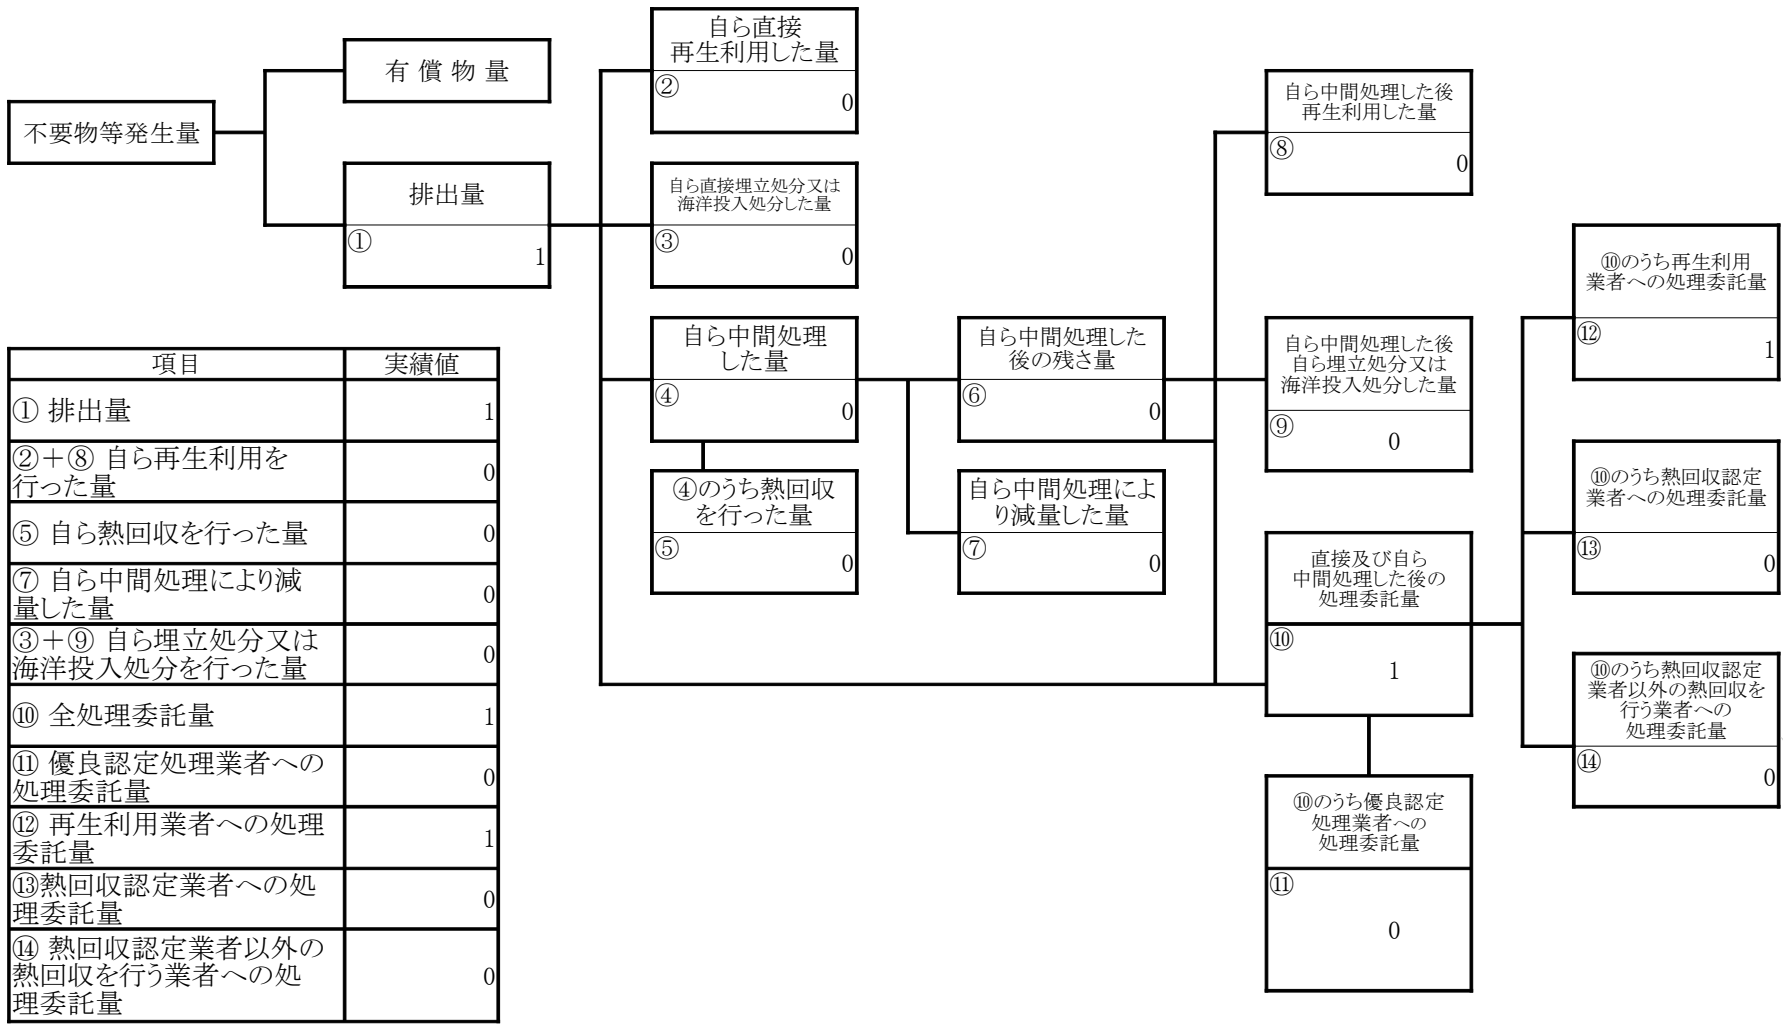 不要物等発生量
有 償 物 量
排出量
①
1
自ら直接
再生利用した量
②
0
自ら直接埋立処分又は
海洋投入処分した量
③
0
自ら中間処理
した量
④
0
④のうち熱回収
を行った量
⑤
0
自ら中間処理した
後の残さ量
⑥
0
自ら中間処理によ
り減量した量
⑦
0
自ら中間処理した後
再生利用した量
⑧
0
自ら中間処理した後
自ら埋立処分又は
海洋投入処分した量
⑨
0
直接及び自ら
中間処理した後の
処理委託量
⑩
1
⑩のうち優良認定
処理業者への
処理委託量
⑪
0
⑩のうち再生利用
業者への処理委託量
⑫
1
⑩のうち熱回収認定
業者への処理委託量
⑬
0
⑩のうち熱回収認定
業者以外の熱回収を
行う業者への
処理委託量
⑭
0
項目 実績値
① 排出量 1
②＋⑧ 自ら再生利用を
行った量 0
⑤ 自ら熱回収を行った量 0
⑦ 自ら中間処理により減
量した量 0
③＋⑨ 自ら埋立処分又は
海洋投入処分を行った量 0
⑩ 全処理委託量 1
⑪ 優良認定処理業者への
処理委託量 0
⑫ 再生利用業者への処理
委託量 1
⑬熱回収認定業者への処
理委託量 0
⑭ 熱回収認定業者以外の
熱回収を行う業者への処
理委託量 0